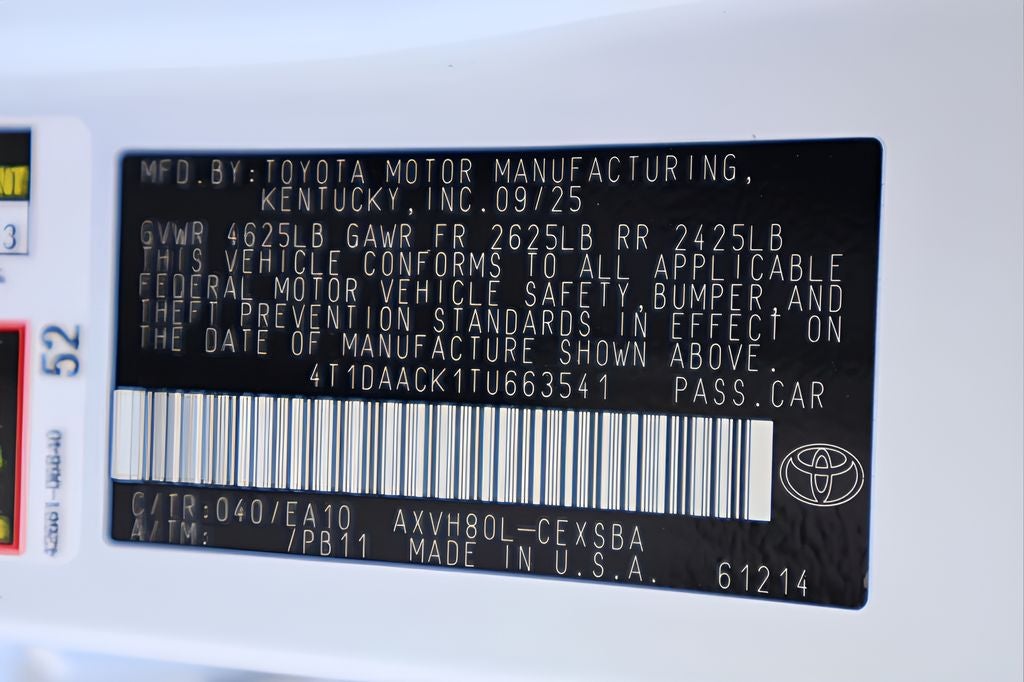 MFD.BY:TOYOTA MOTOR MANUFACTURING,
KENTUCKY,INC.09/25
GVWR 4625LB GAWR FR 2625LB RR 2425LB
THIS VEHICLE CONFORMS TO ALL APPLICABLE
FEDERAL MOTOR VEHICLE SAFETY,BUMPER,AND
THEFT PREVENTION STANDARDS IN EFFECT ON
THE DATE OF MANUFACTURE SHOWN ABOVE.
4T1DAACK1TU663541 PASS.CAR
C/TR:040/EA10 AXVH80L-CEXSBA
A/TM: /PB11 MADE IN U.S.A. 61214
3
52